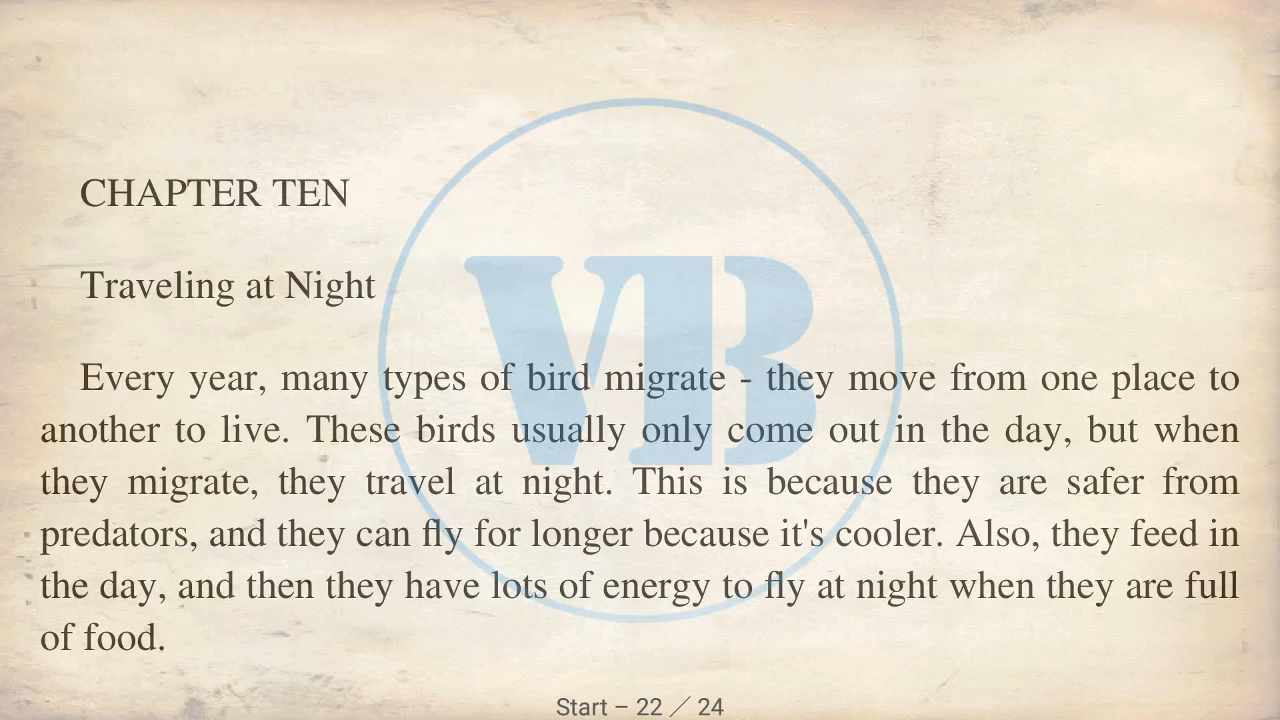 CHAPTER TEN
Traveling at Night
Every year, many types of bird migrate - they move from one place to
another to live. These birds usually only come out in the day, but when
they migrate, they travel at night. This is because they are safer from
predators, and they can fly for longer because it's cooler. Also, they feed in
the day, and then they have lots of energy to fly at night when they are full
of food.
VB
Start – 22 ／ 24